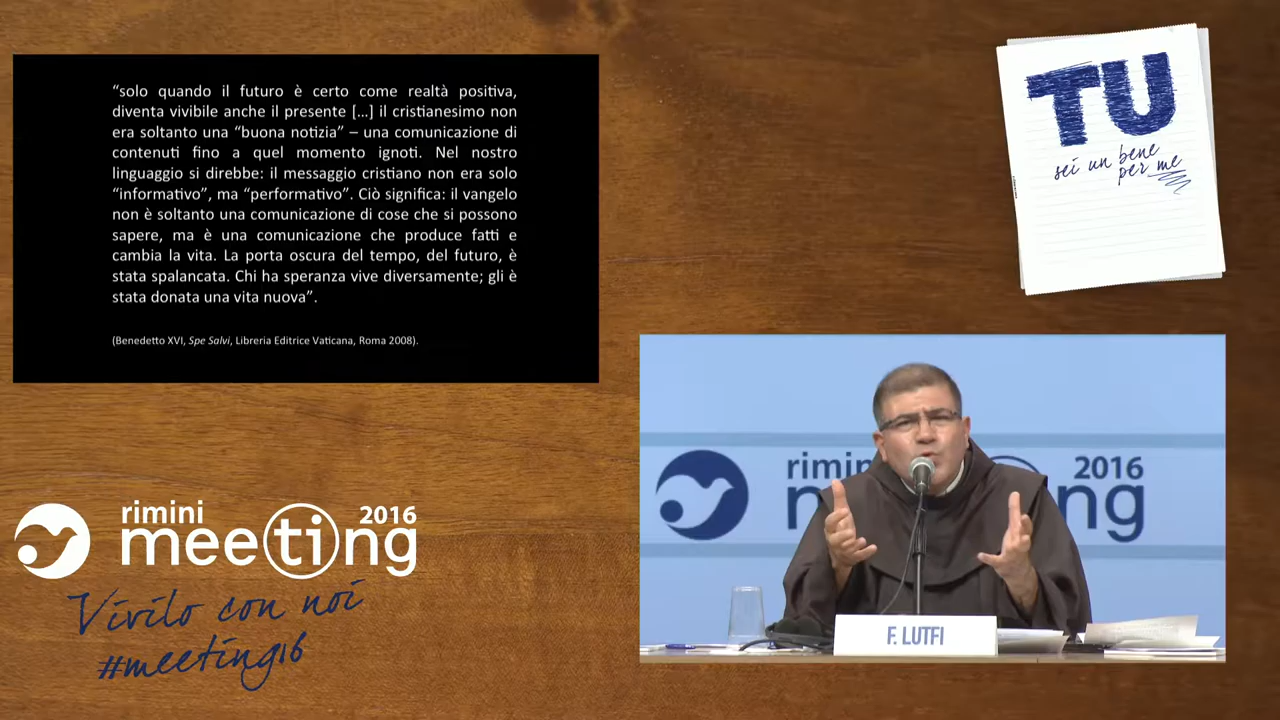 “solo quando il futuro è certo come realtà positiva,
diventa vivibile anche il presente [...] il cristianesimo non
era soltanto una “buona notizia” – una comunicazione di
contenuti fino a quel momento ignoti. Nel nostro
linguaggio si direbbe: il messaggio cristiano non era solo
“informativo”, ma “performativo”. Ciò significa: il vangelo
non è soltanto una comunicazione di cose che si possono
sapere, ma è una comunicazione che produce fatti e
cambia la vita. La porta oscura del tempo, del futuro, è
stata spalancata. Chi ha speranza vive diversamente; gli è
stata donata una vita nuova”.
(Benedetto XVI, Spe Salvi, Libreria Editrice Vaticana, Roma 2008).
TU
sei un bene
per me
rimini 2016
meeting
Vivilo con noi
#meeting16
2016
F. LUTFI